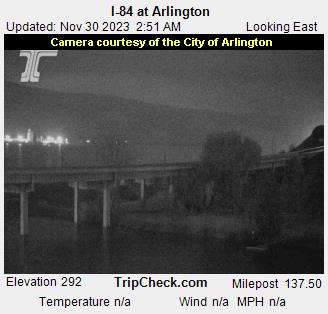 I-84 at Arlington
Updated: Nov 30 2023 2:51 AM Looking East
Camera courtesy of the City of Arlington
Elevation 292 TripCheck.com Milepost 137.50
Temperature n/a Wind n/a MPH n/a